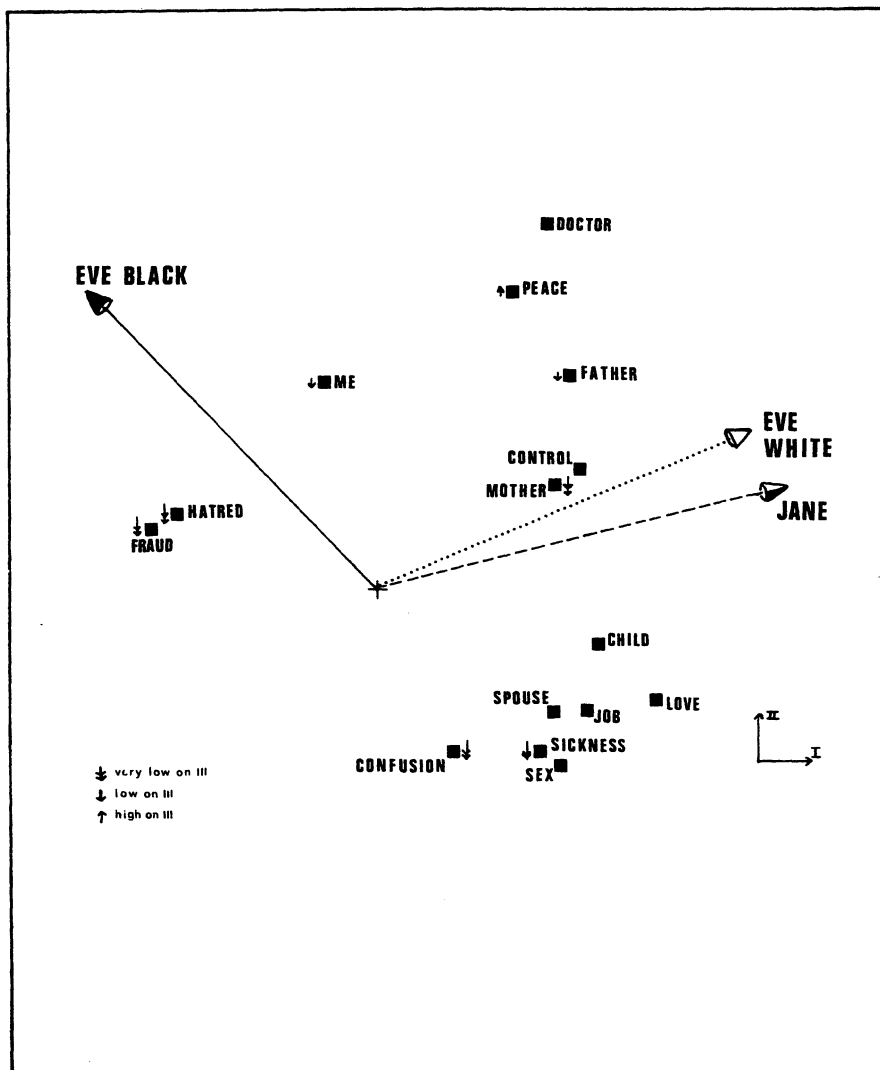 DOCTOR
EVE BLACK
PEACE
ME
FATHER
EVE
WHITE
CONTROL
MOTHER
JANE
HATRED
FRAUD
CHILD
SPOUSE
JOB
LOVE
II
SICKNESS
CONFUSION
SEX
I
very low on III
low on III
high on III